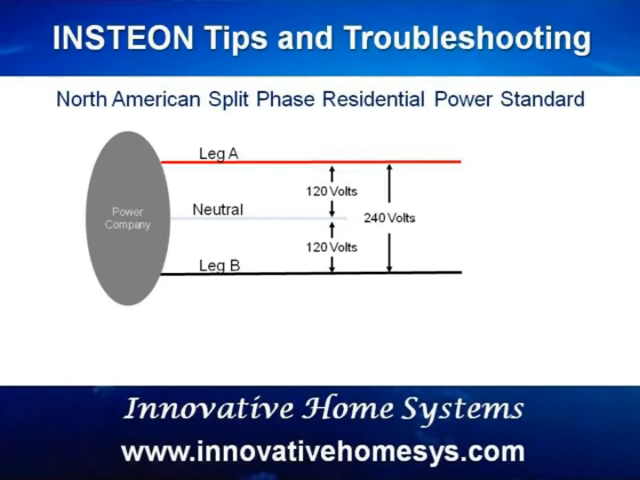 INSTEON Tips and Troubleshooting
North American Split Phase Residential Power Standard
Leg A
120 Volts
Power
Company
Neutral
240 Volts
120 Volts
Leg B
Innovative Home Systems
www.innovativehomesys.com